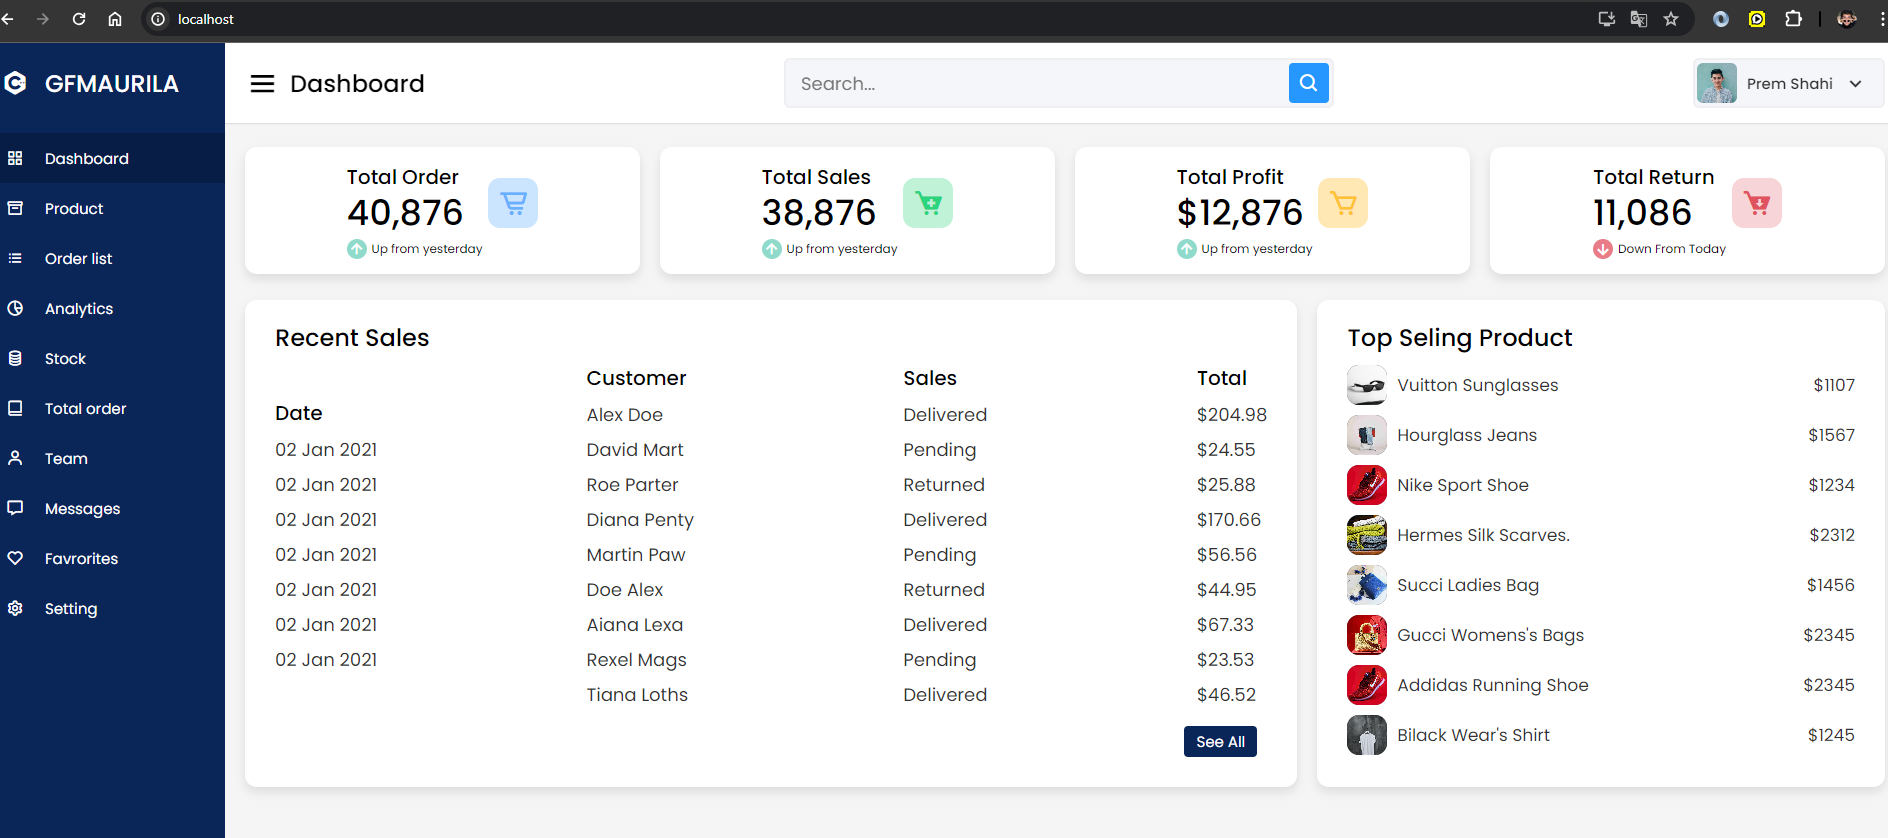 localhost
GFMAURILA
Dashboard
Product
Order list
Analytics
Stock
Total order
Team
Messages
Favrorites
Setting
Dashboard
Search...
Prem Shahi
Total Order
40,876
Up from yesterday
Total Sales
38,876
Up from yesterday
Total Profit
$12,876
Up from yesterday
Total Return
11,086
Down From Today
Recent Sales
Date
02 Jan 2021
02 Jan 2021
02 Jan 2021
02 Jan 2021
02 Jan 2021
02 Jan 2021
02 Jan 2021
Customer
Alex Doe
David Mart
Roe Parter
Diana Penty
Martin Paw
Doe Alex
Aiana Lexa
Rexel Mags
Tiana Loths
Sales
Delivered
Pending
Returned
Delivered
Pending
Returned
Delivered
Pending
Delivered
Total
$204.98
$24.55
$25.88
$170.66
$56.56
$44.95
$67.33
$23.53
$46.52
See All
Top Seling Product
Vuitton Sunglasses $1107
Hourglass Jeans $1567
Nike Sport Shoe $1234
Hermes Silk Scarves. $2312
Succi Ladies Bag $1456
Gucci Womens's Bags $2345
Addidas Running Shoe $2345
Bilack Wear's Shirt $1245